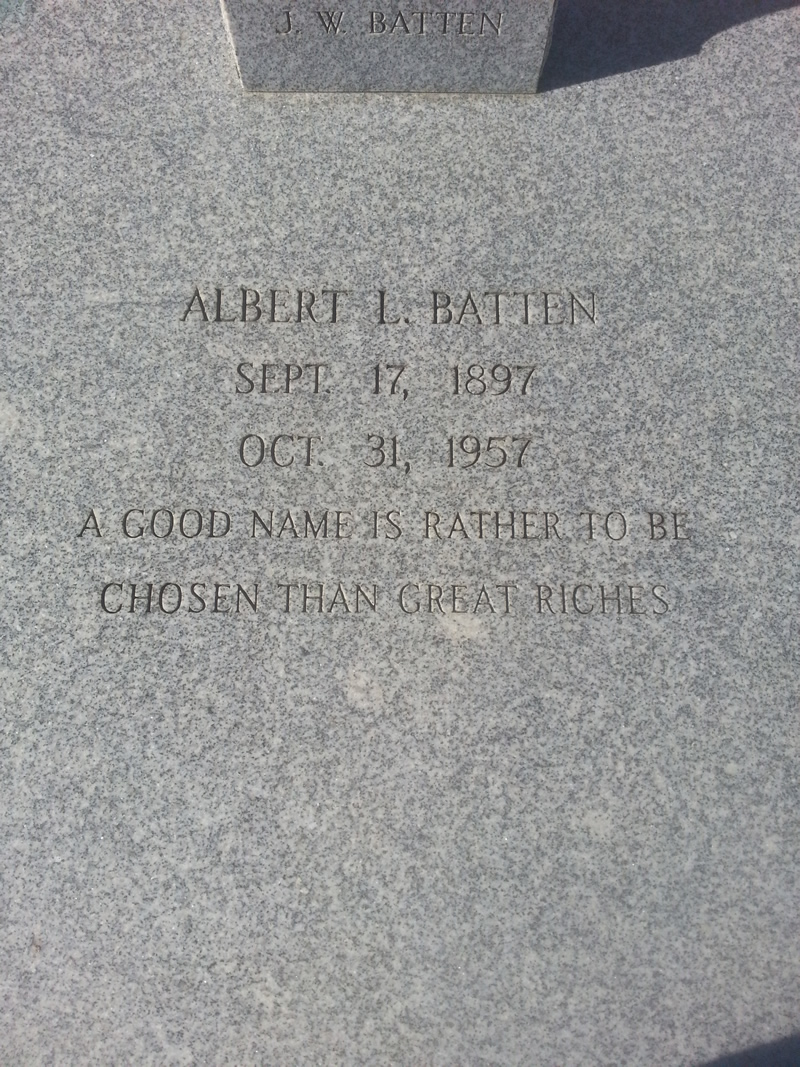 J. W. BATTEN
ALBERT L. BATTEN
SEPT. 17, 1897
OCT. 31, 1957
A GOOD NAME IS RATHER TO BE
CHOSEN THAN GREAT RICHES